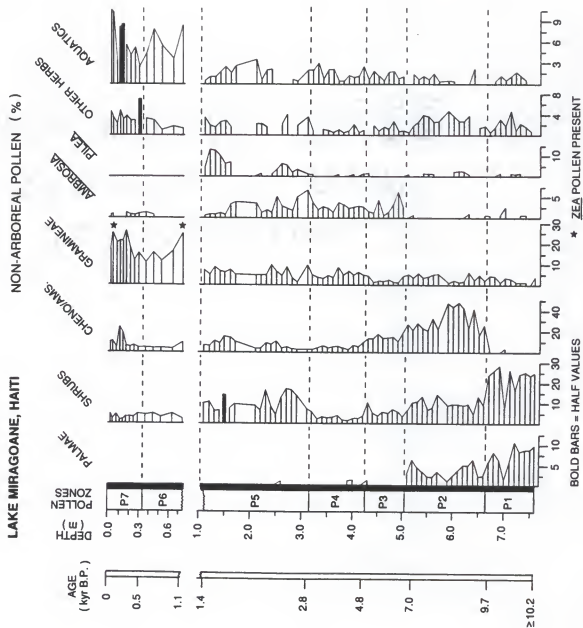 LAKE MIRAGOANE, HAITI
NON-ARBOREAL POLLEN (%)
AGE
(kyr B.P.)
DEPTH
(m)
POLLEN
ZONES
PALMAE
SHRUBS
CHENO/AMS.
GRAMINEAE
AMBROSIA
PILEA
OTHER HERBS
AQUATICS
0
0.5
1.1
1.4
2.8
4.8
7.0
9.7
≥10.2
0.0
0.3
0.6
1.0
2.0
3.0
4.0
5.0
6.0
7.0
P7
P6
P5
P4
P3
P2
P1
5 10
10 20 30
20 40
10 20 30
5
10
4 8
3 6 9
BOLD BARS = HALF VALUES
* ZEA POLLEN PRESENT